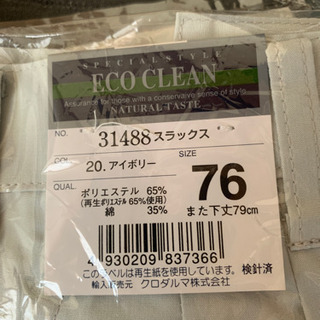 SPECIAL STYLE
ECO CLEAN
Assurance for those with a conservative sense of style
NATURAL TASTE
NO. 31488スラックス
COL. 20.アイボリー
SIZE
76
また下丈79cm
QUAL. ポリエステル 65%
(再生ポリエステル 65%使用)
綿 35%
4 930209 837366
このラベルは再生紙を使用しています。 検針済
輸入販売元 クロダルマ株式会社